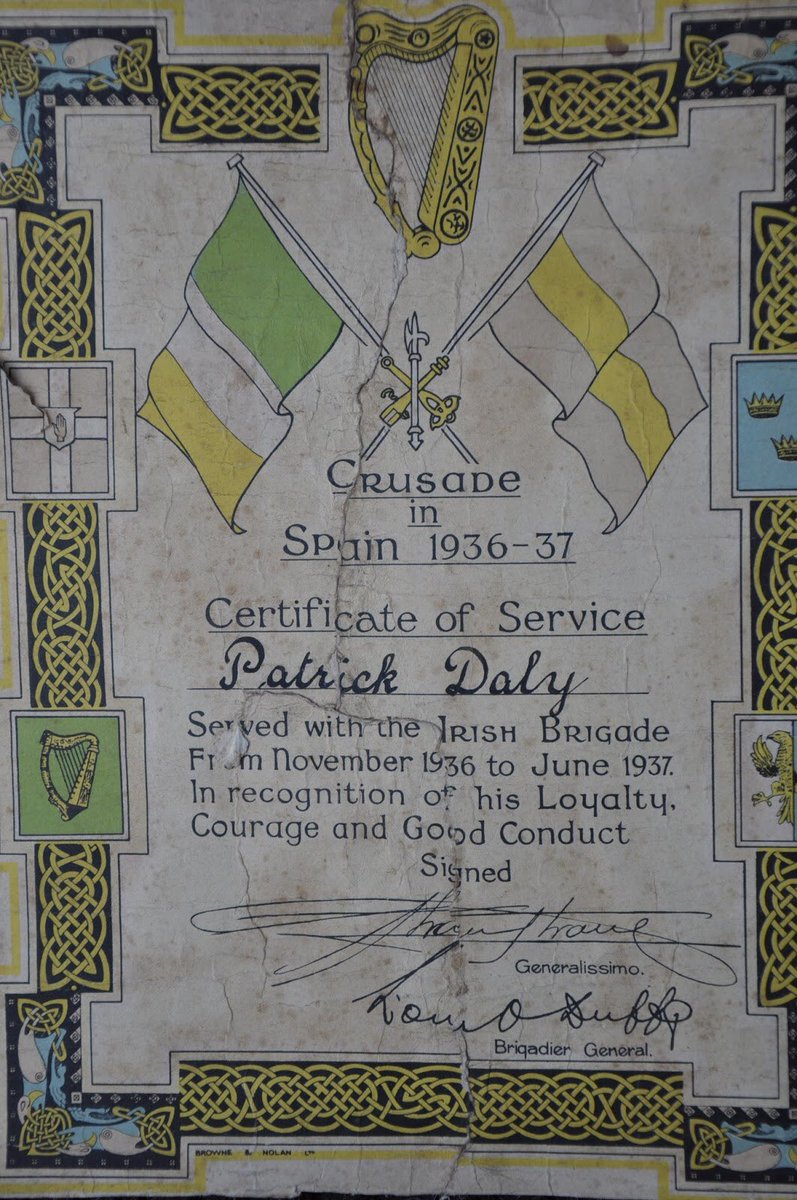 Crusade
in
Spain 1936-37
Certificate of Service
Patrick Daly
Served with the Irish Brigade
From November 1936 to June 1937.
In recognition of his Loyalty,
Courage and Good Conduct
Signed
Generalissimo.
Brigadier General.
BROWNE & NOLAN LTD